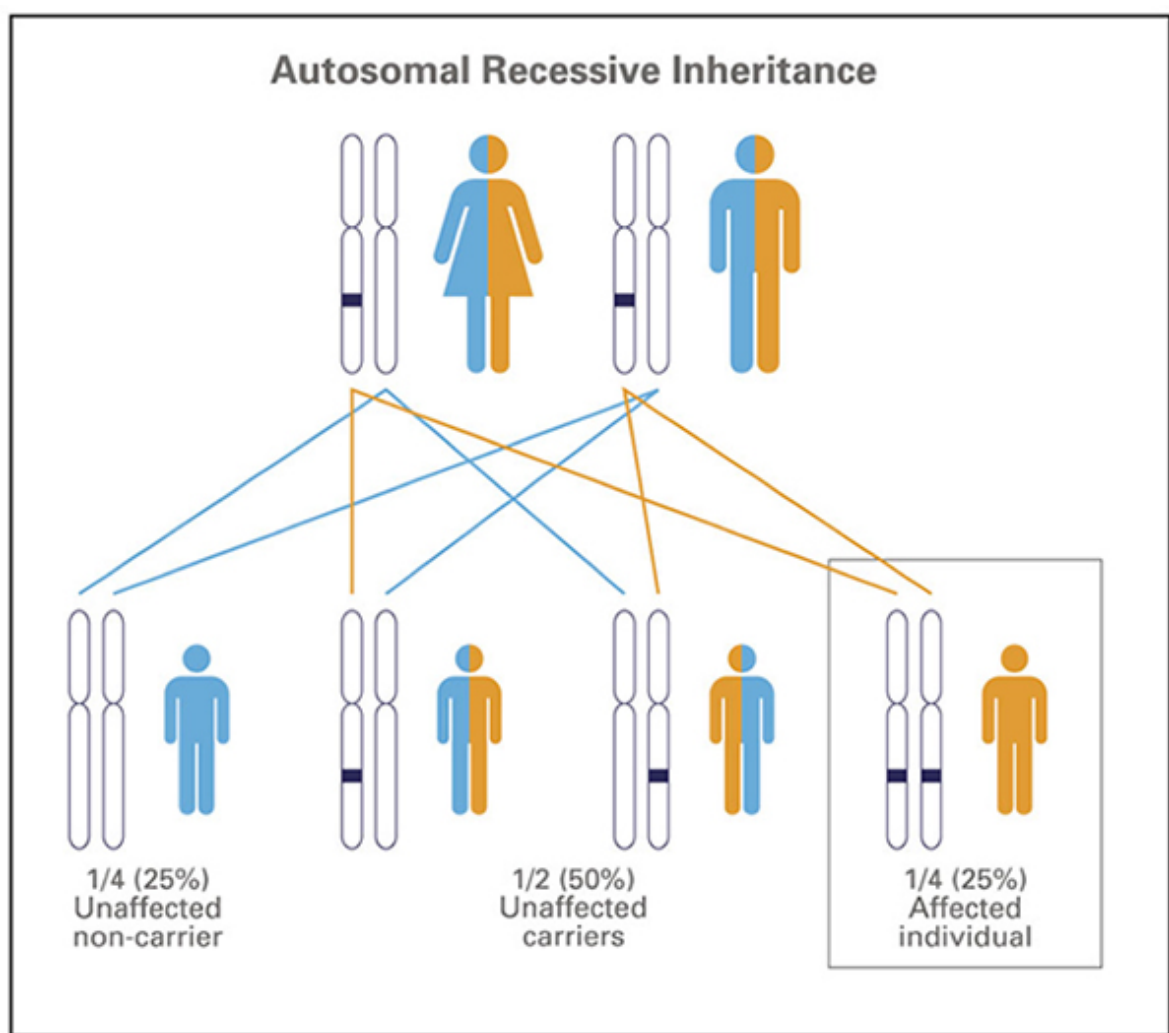 Autosomal Recessive Inheritance
1/4 (25%)
Unaffected
non-carrier
1/2 (50%)
Unaffected
carriers
1/4 (25%)
Affected
individual